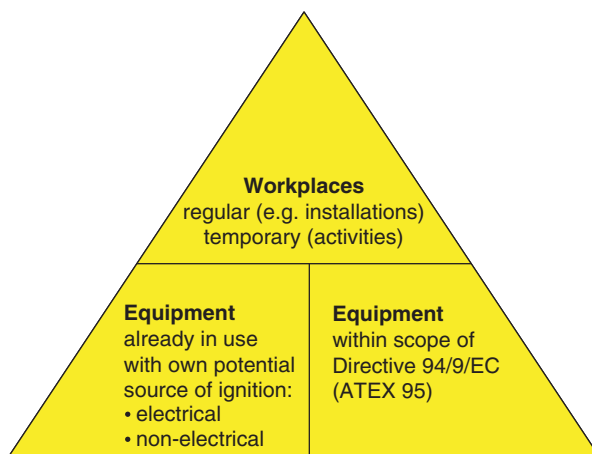 Workplaces
regular (e.g. installations)
temporary (activities)
Equipment
already in use
with own potential
source of ignition:
• electrical
• non-electrical
Equipment
within scope of
Directive 94/9/EC
(ATEX 95)